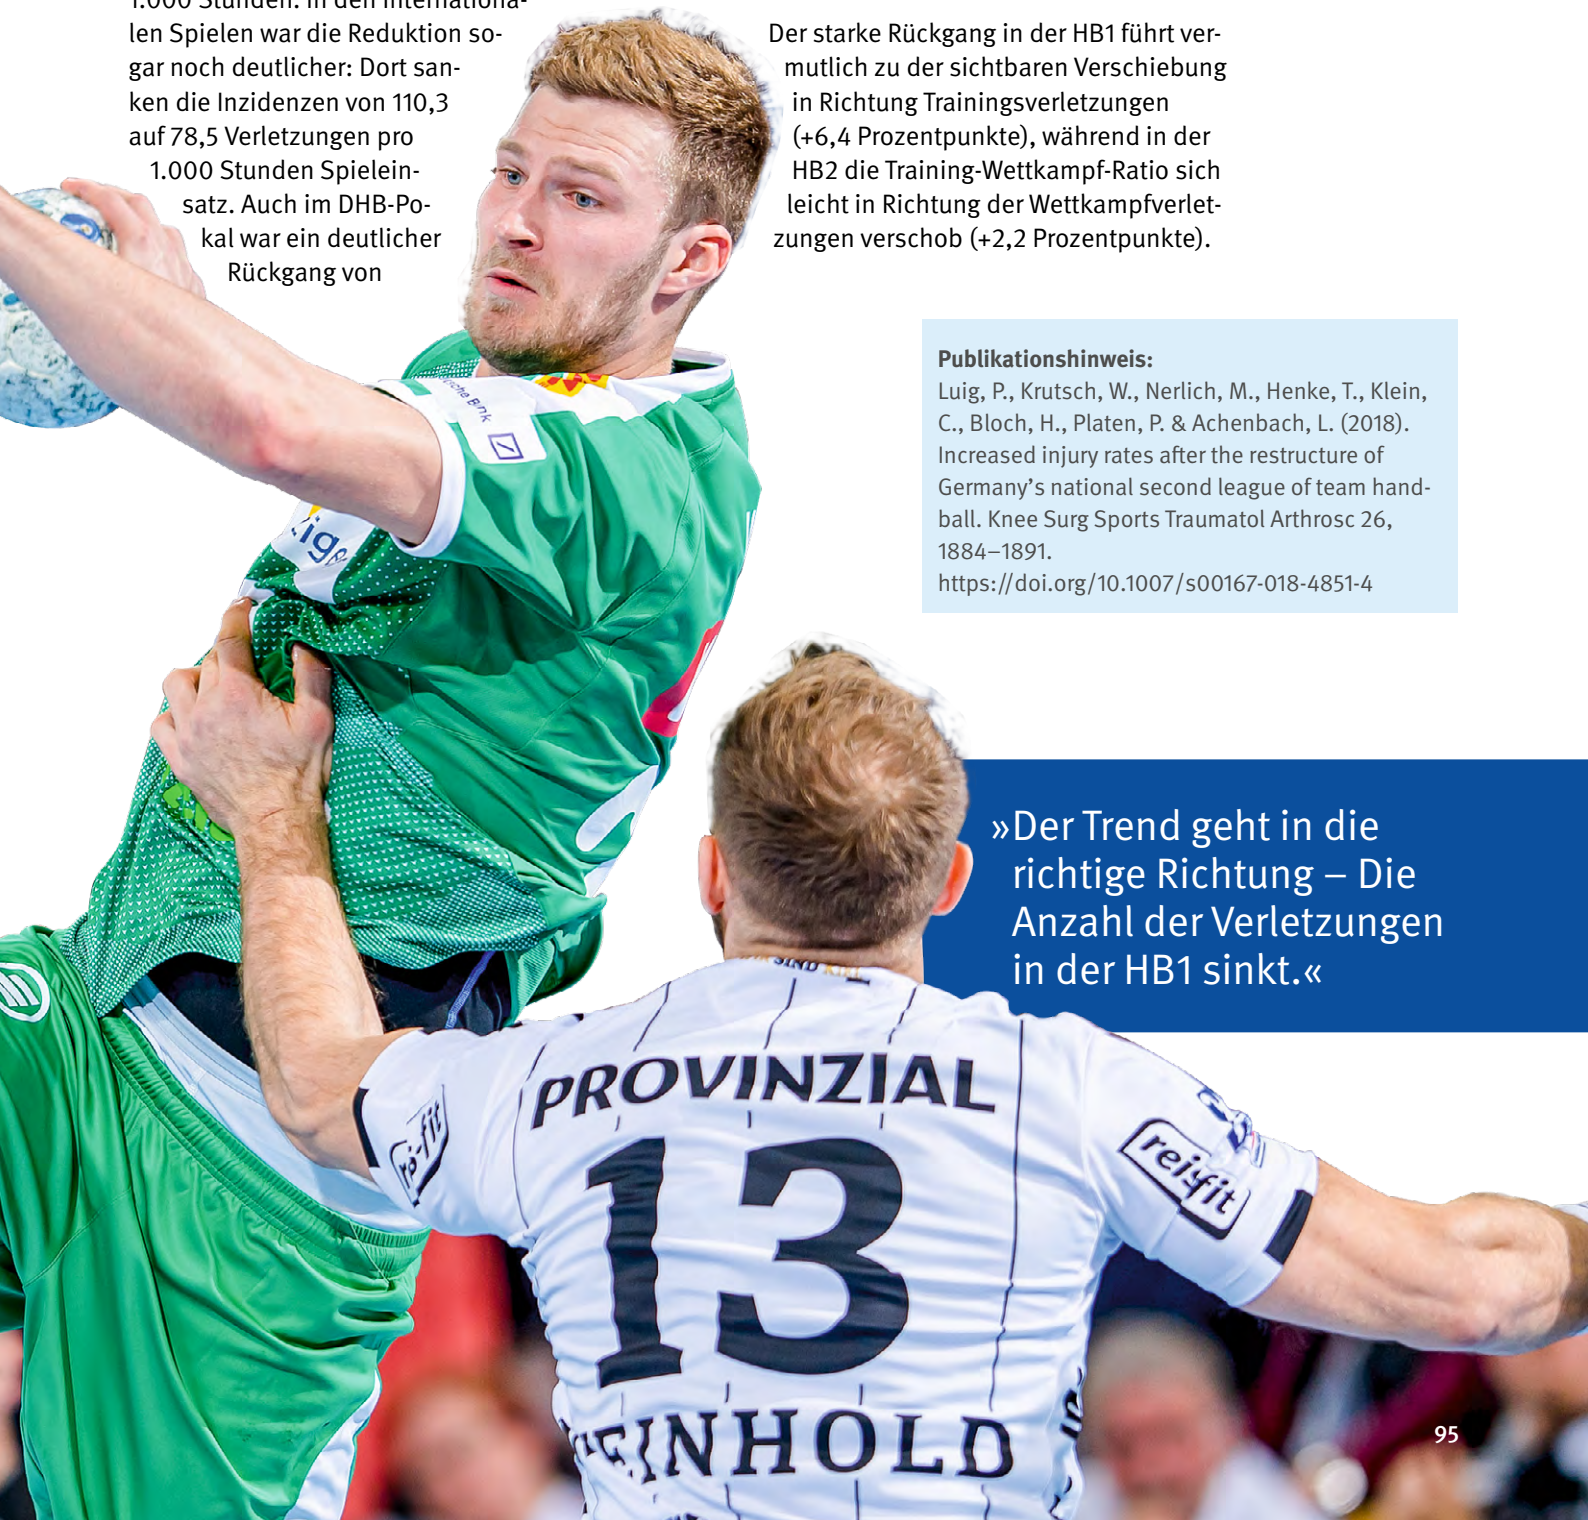 1.000 Stunden. In den internationa-
len Spielen war die Reduktion so-
gar noch deutlicher: Dort san-
ken die Inzidenzen von 110,3
auf 78,5 Verletzungen pro
1.000 Stunden Spielein-
satz. Auch im DHB-Po-
kal war ein deutlicher
Rückgang von
Der starke Rückgang in der HB1 führt ver-
mutlich zu der sichtbaren Verschiebung
in Richtung Trainingsverletzungen
(+6,4 Prozentpunkte), während in der
HB2 die Training-Wettkampf-Ratio sich
leicht in Richtung der Wettkampfverlet-
zungen verschob (+2,2 Prozentpunkte).
Publikationshinweis:
Luig, P., Krutsch, W., Nerlich, M., Henke, T., Klein,
C., Bloch, H., Platen, P. & Achenbach, L. (2018).
Increased injury rates after the restructure of
Germany’s national second league of team hand-
ball. Knee Surg Sports Traumatol Arthrosc 26,
1884–1891.
https://doi.org/10.1007/s00167-018-4851-4
»Der Trend geht in die
richtige Richtung – Die
Anzahl der Verletzungen
in der HB1 sinkt.«
SIND
PROVINZIAL
13
EINHOLD
reisfit
95